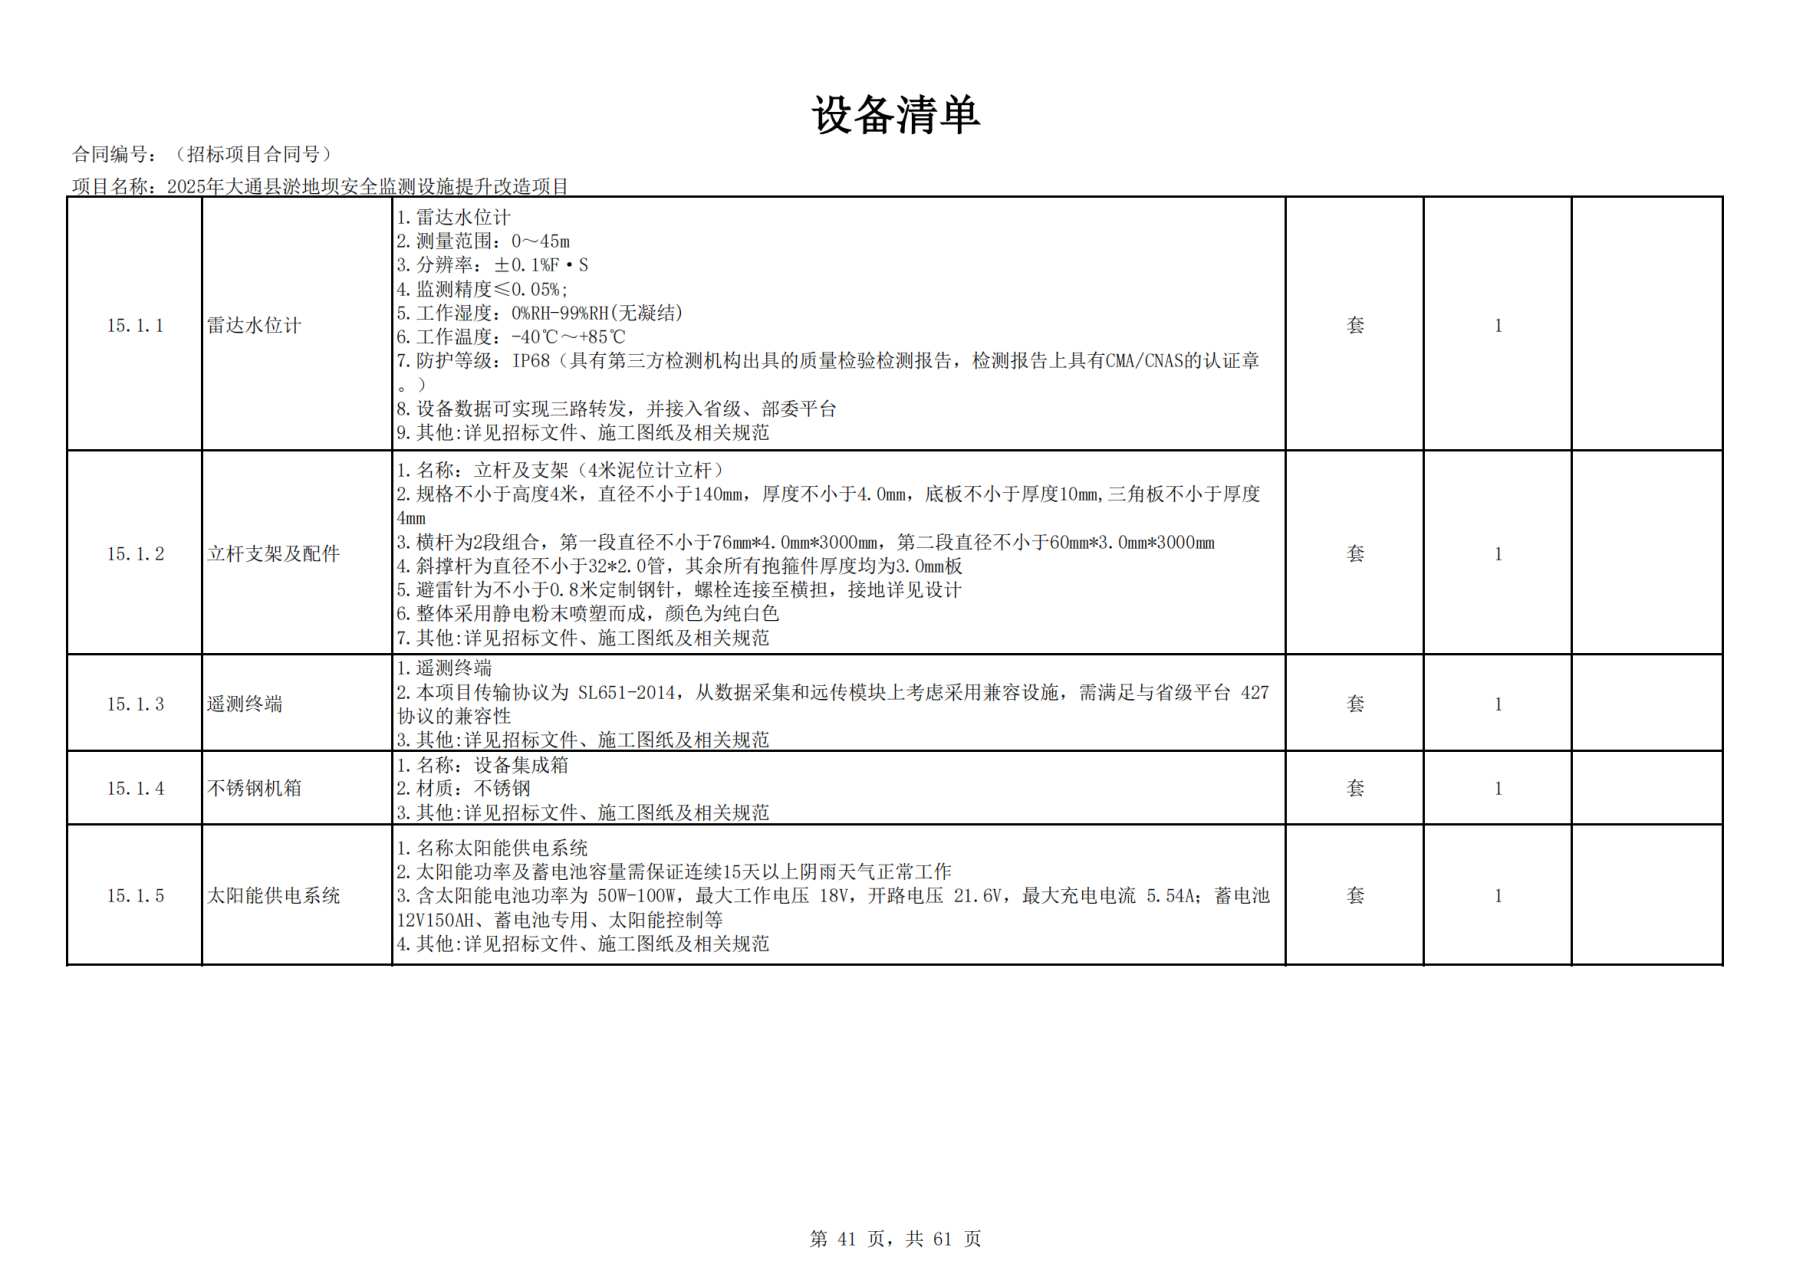 设备清单
合同编号：（招标项目合同号）
项目名称：2025年大通县淤地坝安全监测设施提升改造项目
15.1.1
雷达水位计
1.雷达水位计
2.测量范围：0～45m
3.分辨率：±0.1%F·S
4.监测精度≤0.05%;
5.工作湿度：0%RH-99%RH(无凝结)
6.工作温度：-40℃～+85℃
7.防护等级：IP68（具有第三方检测机构出具的质量检验检测报告，检测报告上具有CMA/CNAS的认证章
。）
8.设备数据可实现三路转发，并接入省级、部委平台
9.其他:详见招标文件、施工图纸及相关规范
套
1
15.1.2
立杆支架及配件
1.名称：立杆及支架（4米泥位计立杆）
2.规格不小于高度4米，直径不小于140mm，厚度不小于4.0mm，底板不小于厚度10mm,三角板不小于厚度
4mm
3.横杆为2段组合，第一段直径不小于76mm*4.0mm*3000mm，第二段直径不小于60mm*3.0mm*3000mm
4.斜撑杆为直径不小于32*2.0管，其余所有抱箍件厚度均为3.0mm板
5.避雷针为不小于0.8米定制钢针，螺栓连接至横担，接地详见设计
6.整体采用静电粉末喷塑而成，颜色为纯白色
7.其他:详见招标文件、施工图纸及相关规范
套
1
15.1.3
遥测终端
1.遥测终端
2.本项目传输协议为 SL651-2014，从数据采集和远传模块上考虑采用兼容设施，需满足与省级平台 427
协议的兼容性
3.其他:详见招标文件、施工图纸及相关规范
套
1
15.1.4
不锈钢机箱
1.名称：设备集成箱
2.材质：不锈钢
3.其他:详见招标文件、施工图纸及相关规范
套
1
15.1.5
太阳能供电系统
1.名称太阳能供电系统
2.太阳能功率及蓄电池容量需保证连续15天以上阴雨天气正常工作
3.含太阳能电池功率为 50W-100W，最大工作电压 18V，开路电压 21.6V，最大充电电流 5.54A；蓄电池
12V150AH、蓄电池专用、太阳能控制等
4.其他:详见招标文件、施工图纸及相关规范
套
1
第 41 页，共 61 页